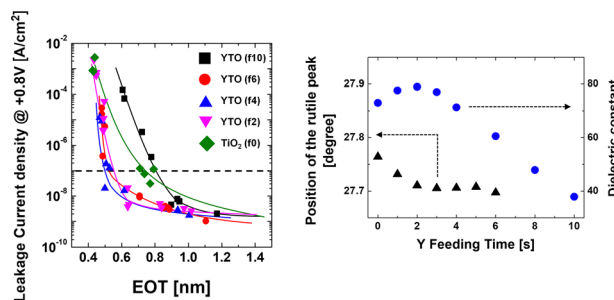 Leakage Current density @ +0.8V [A/cm²]
10⁻²
10⁻⁴
10⁻⁶
10⁻⁸
10⁻¹⁰
YTO (f10)
YTO (f6)
YTO (f4)
YTO (f2)
TiO₂ (f0)
0.4 0.6 0.8 1.0 1.2 1.4
EOT [nm]
Position of the rutile peak
[degree]
27.9
27.8
27.7
80
60
40
Dielectric constant
0 2 4 6 8 10
Y Feeding Time [s]